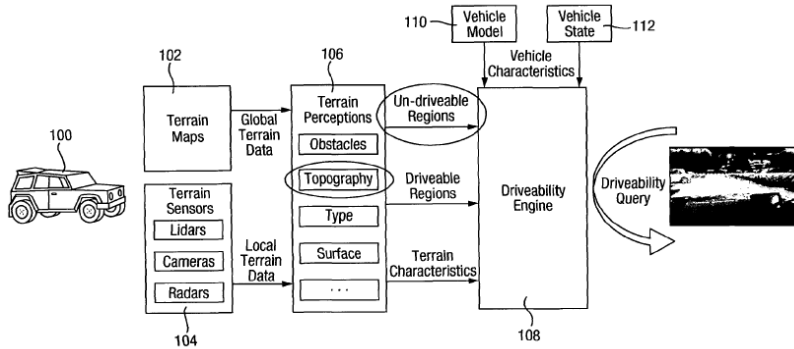 110
Vehicle
Model
Vehicle
State
112
102
106
Vehicle
Characteristics
100
Terrain
Maps
Global
Terrain
Data
Terrain
Perceptions
Un-driveable
Regions
Obstacles
Topography
Driveable
Regions
Driveability
Engine
Driveability
Query
Terrain
Sensors
Lidars
Cameras
Radars
Local
Terrain
Data
Type
Surface
. . .
Terrain
Characteristics
104
108